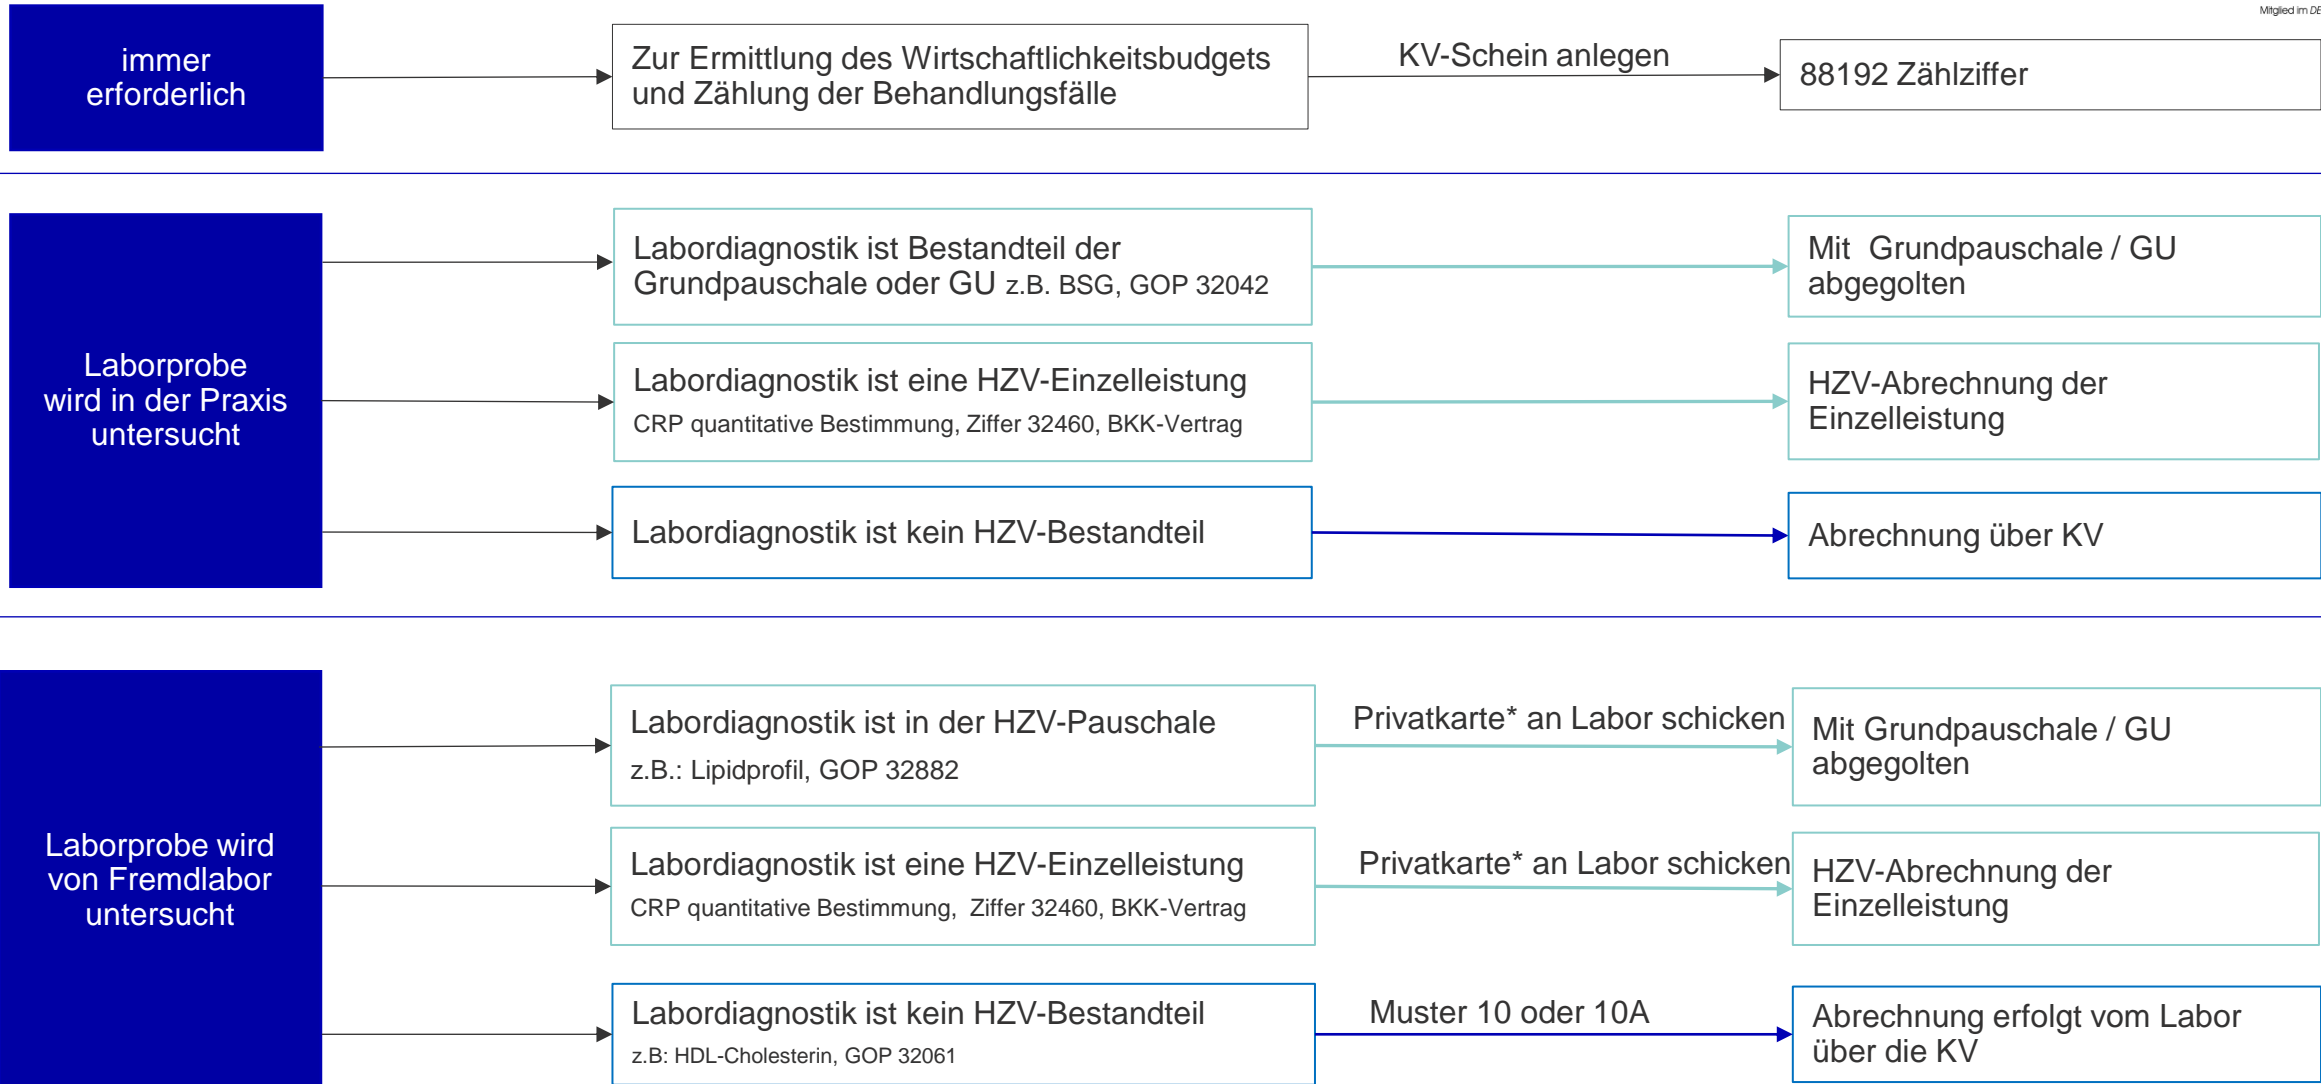 Mitglied im DE
immer
erforderlich
Zur Ermittlung des Wirtschaftlichkeitsbudgets
und Zählung der Behandlungsfälle
KV-Schein anlegen
88192 Zählziffer
Laborprobe
wird in der Praxis
untersucht
Labordiagnostik ist Bestandteil der
Grundpauschale oder GU z.B. BSG, GOP 32042
Mit Grundpauschale / GU
abgegolten
Labordiagnostik ist eine HZV-Einzelleistung
CRP quantitative Bestimmung, Ziffer 32460, BKK-Vertrag
HZV-Abrechnung der
Einzelleistung
Labordiagnostik ist kein HZV-Bestandteil
Abrechnung über KV
Laborprobe wird
von Fremdlabor
untersucht
Labordiagnostik ist in der HZV-Pauschale
z.B.: Lipidprofil, GOP 32882
Privatkarte* an Labor schicken
Mit Grundpauschale / GU
abgegolten
Labordiagnostik ist eine HZV-Einzelleistung
CRP quantitative Bestimmung, Ziffer 32460, BKK-Vertrag
Privatkarte* an Labor schicken
HZV-Abrechnung der
Einzelleistung
Labordiagnostik ist kein HZV-Bestandteil
z.B: HDL-Cholesterin, GOP 32061
Muster 10 oder 10A
Abrechnung erfolgt vom Labor
über die KV